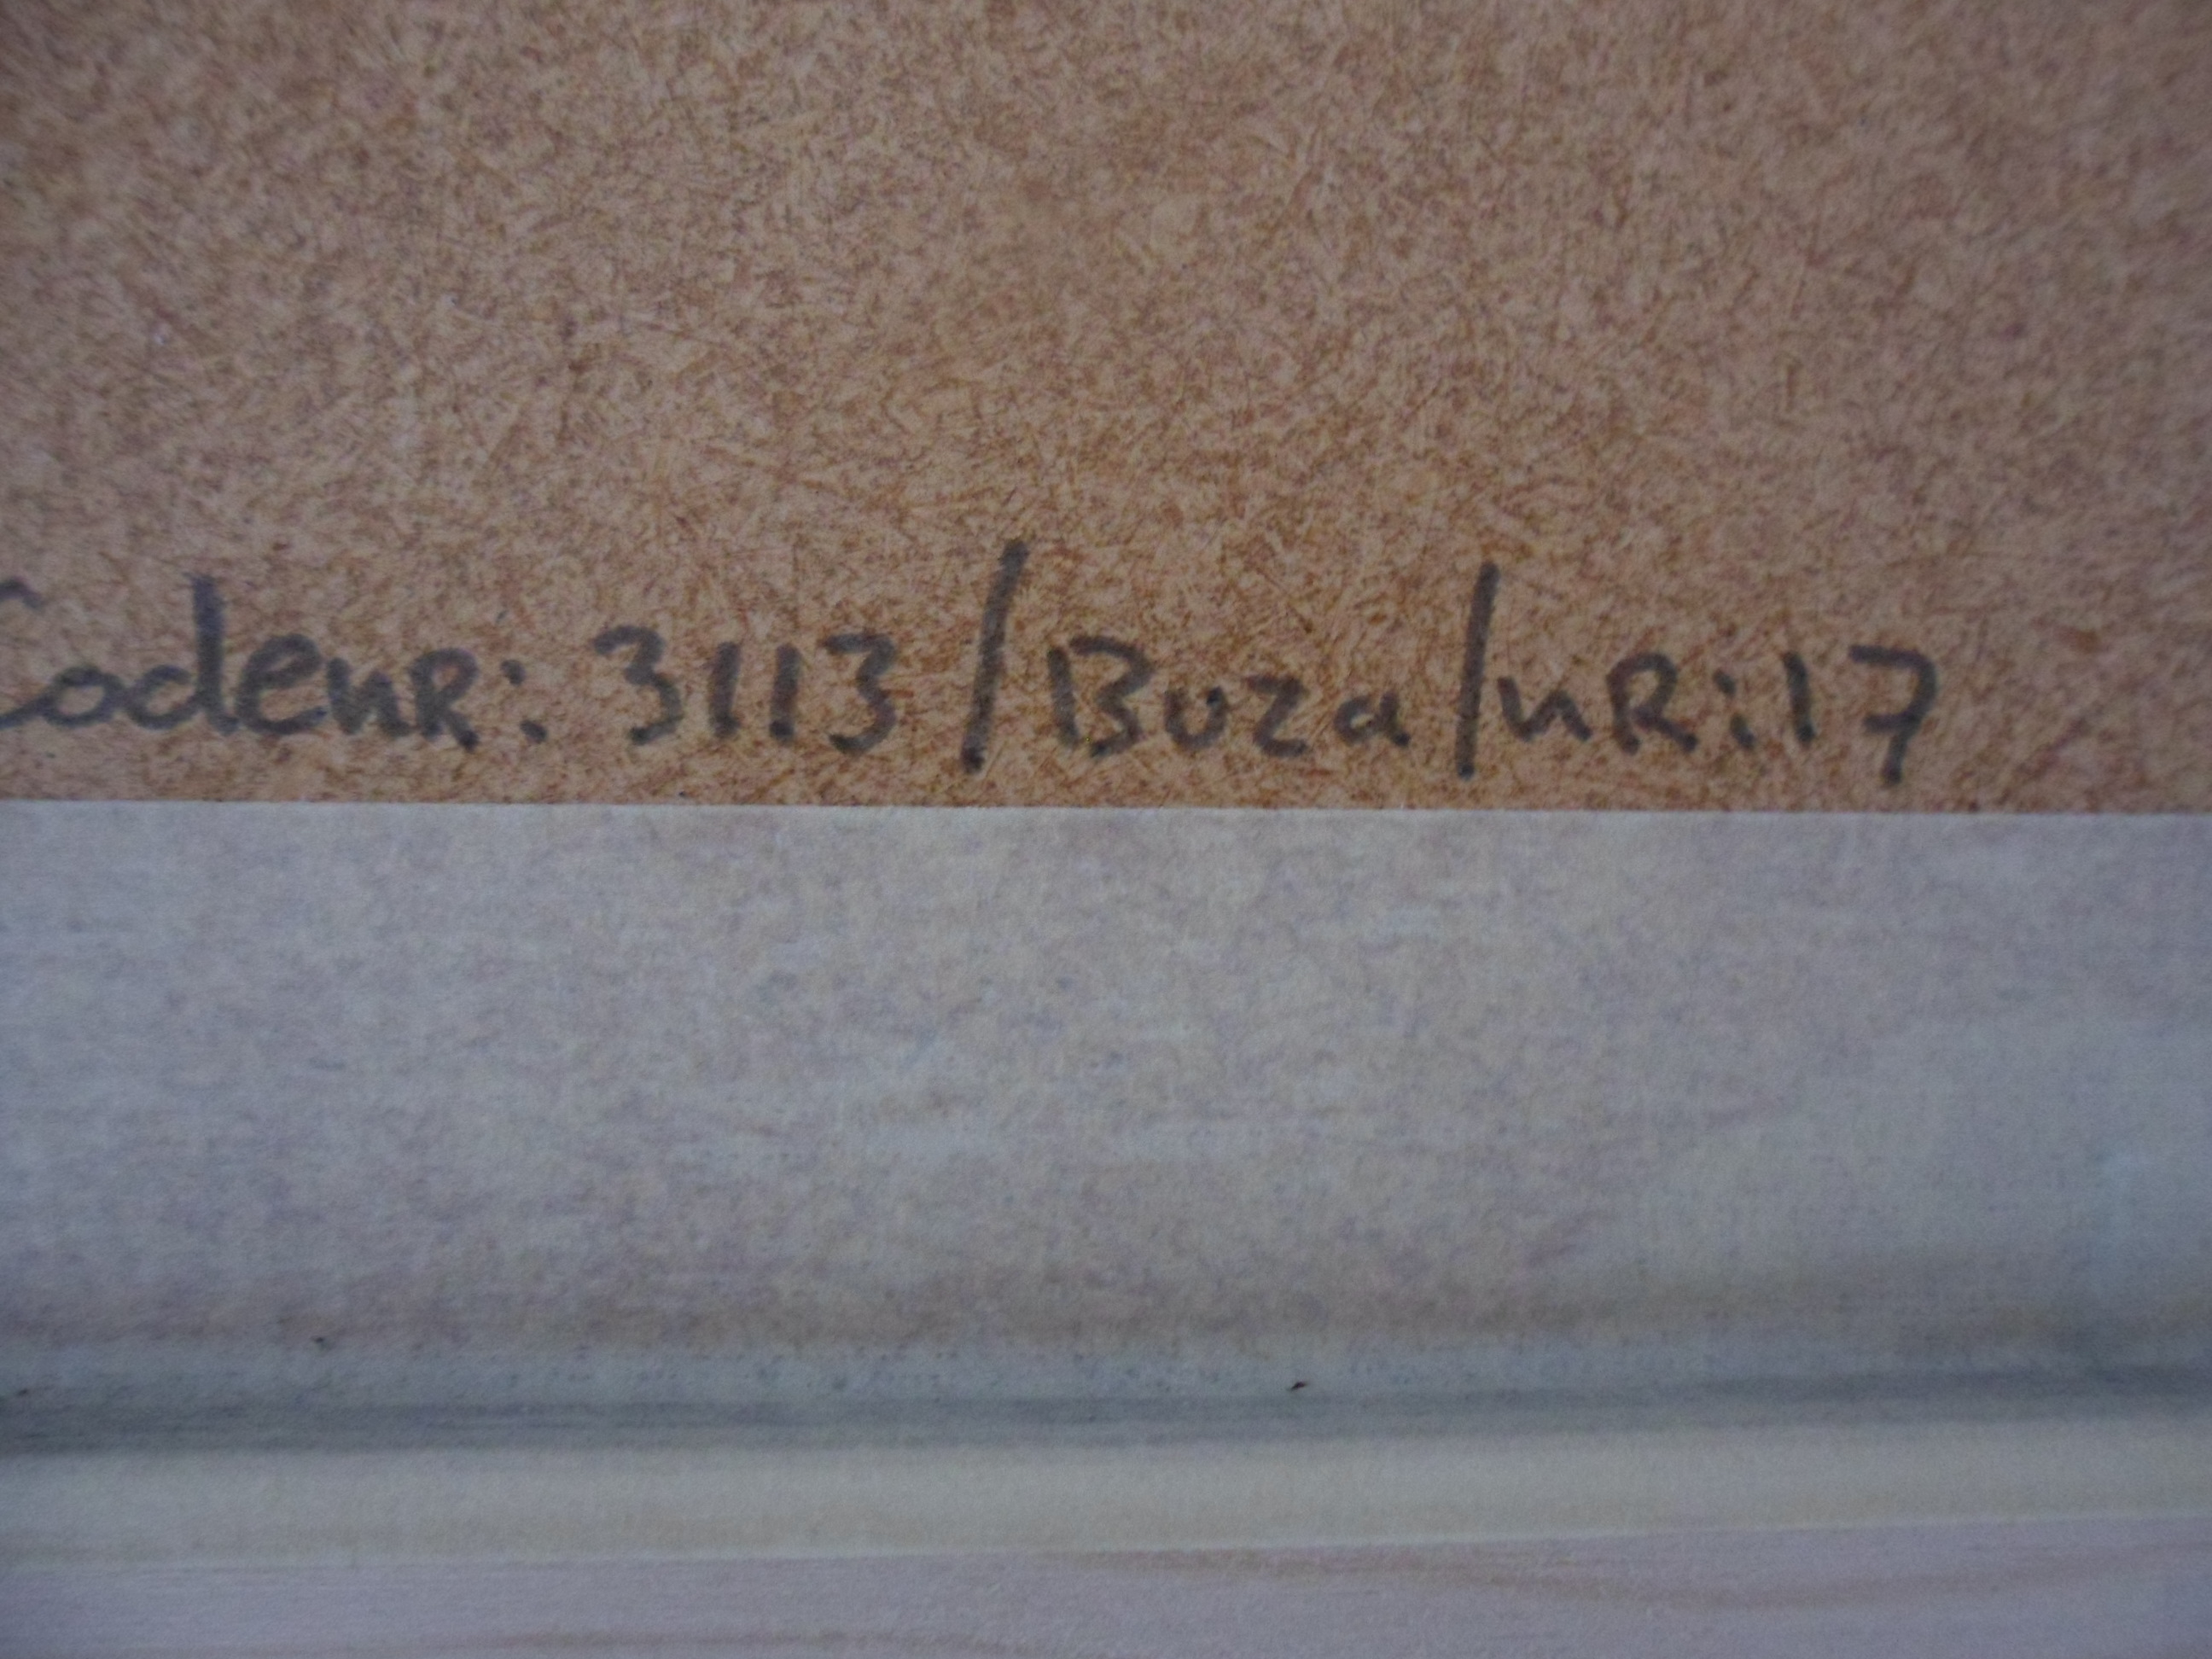 CodenR: 3113 / Buza / nR:17